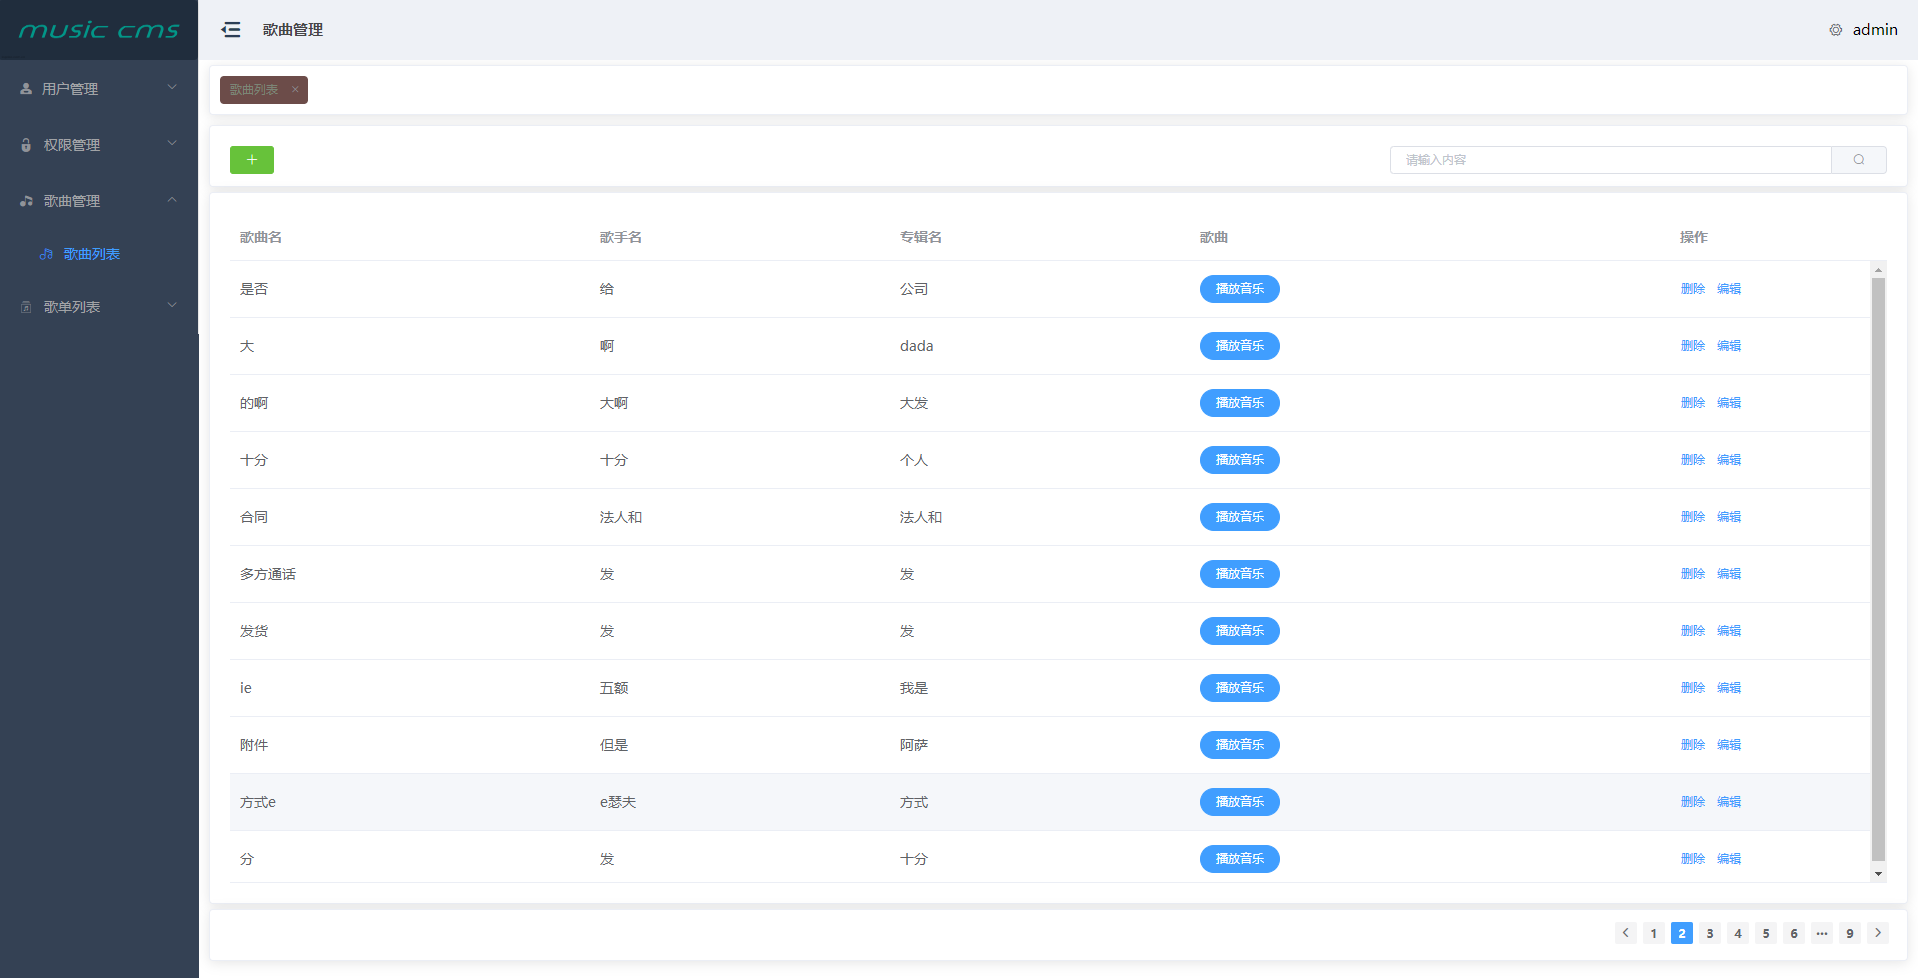 music cms
歌曲管理
admin
用户管理
权限管理
歌曲管理
歌曲列表
歌单列表
歌曲列表 ×
+
请输入内容
歌曲名 歌手名 专辑名 歌曲 操作
是否 给 公司 播放音乐 删除 编辑
大 啊 dada 播放音乐 删除 编辑
的啊 大啊 大发 播放音乐 删除 编辑
十分 十分 个人 播放音乐 删除 编辑
合同 法人和 法人和 播放音乐 删除 编辑
多方通话 发 发 播放音乐 删除 编辑
发货 发 发 播放音乐 删除 编辑
ie 五额 我是 播放音乐 删除 编辑
附件 但是 阿萨 播放音乐 删除 编辑
方式e e瑟夫 方式 播放音乐 删除 编辑
分 发 十分 播放音乐 删除 编辑
< 1 2 3 4 5 6 ··· 9 >